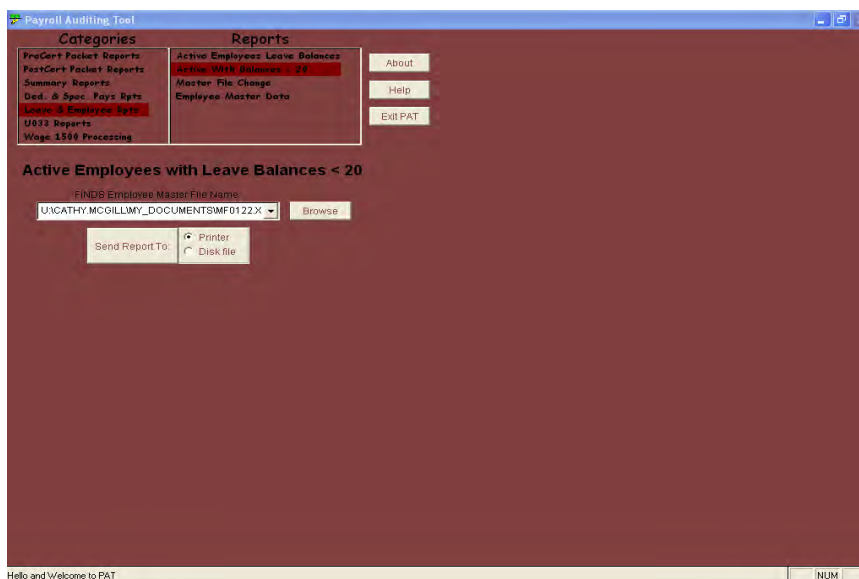 Payroll Auditing Tool
Categories
Reports
PreCert Packet Reports
PostCert Packet Reports
Summary Reports
Ded. & Spec. Pays Rpts
Leave & Employee Rpts
U033 Reports
Wage 1500 Processing
Active Employees Leave Balances
Active With Balances < 20
Master File Change
Employee Master Data
About
Help
Exit PAT
Active Employees with Leave Balances < 20
FINDS Employee Master File Name
U:\CATHY.MCGILL\MY_DOCUMENTS\MF0122.X
Browse
Send Report To:
Printer
Disk file
Hello and Welcome to PAT
NUM